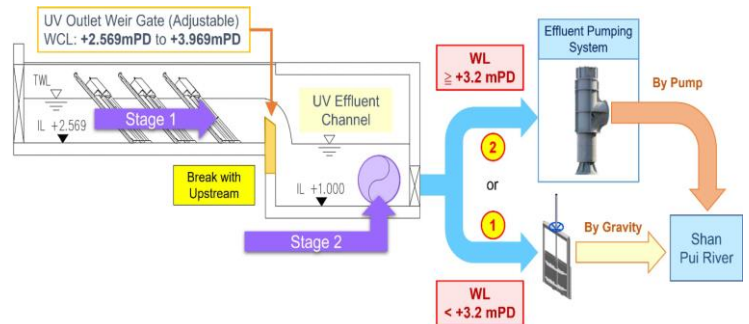 UV Outlet Weir Gate (Adjustable)
WCL: +2.569mPD to +3.969mPD
TWL
Stage 1
IL +2.569
UV Effluent
Channel
Break with
Upstream
IL +1.000
Stage 2
WL
≥ +3.2 mPD
2
or
1
WL
< +3.2 mPD
Effluent Pumping
System
By Pump
By Gravity
Shan
Pui River